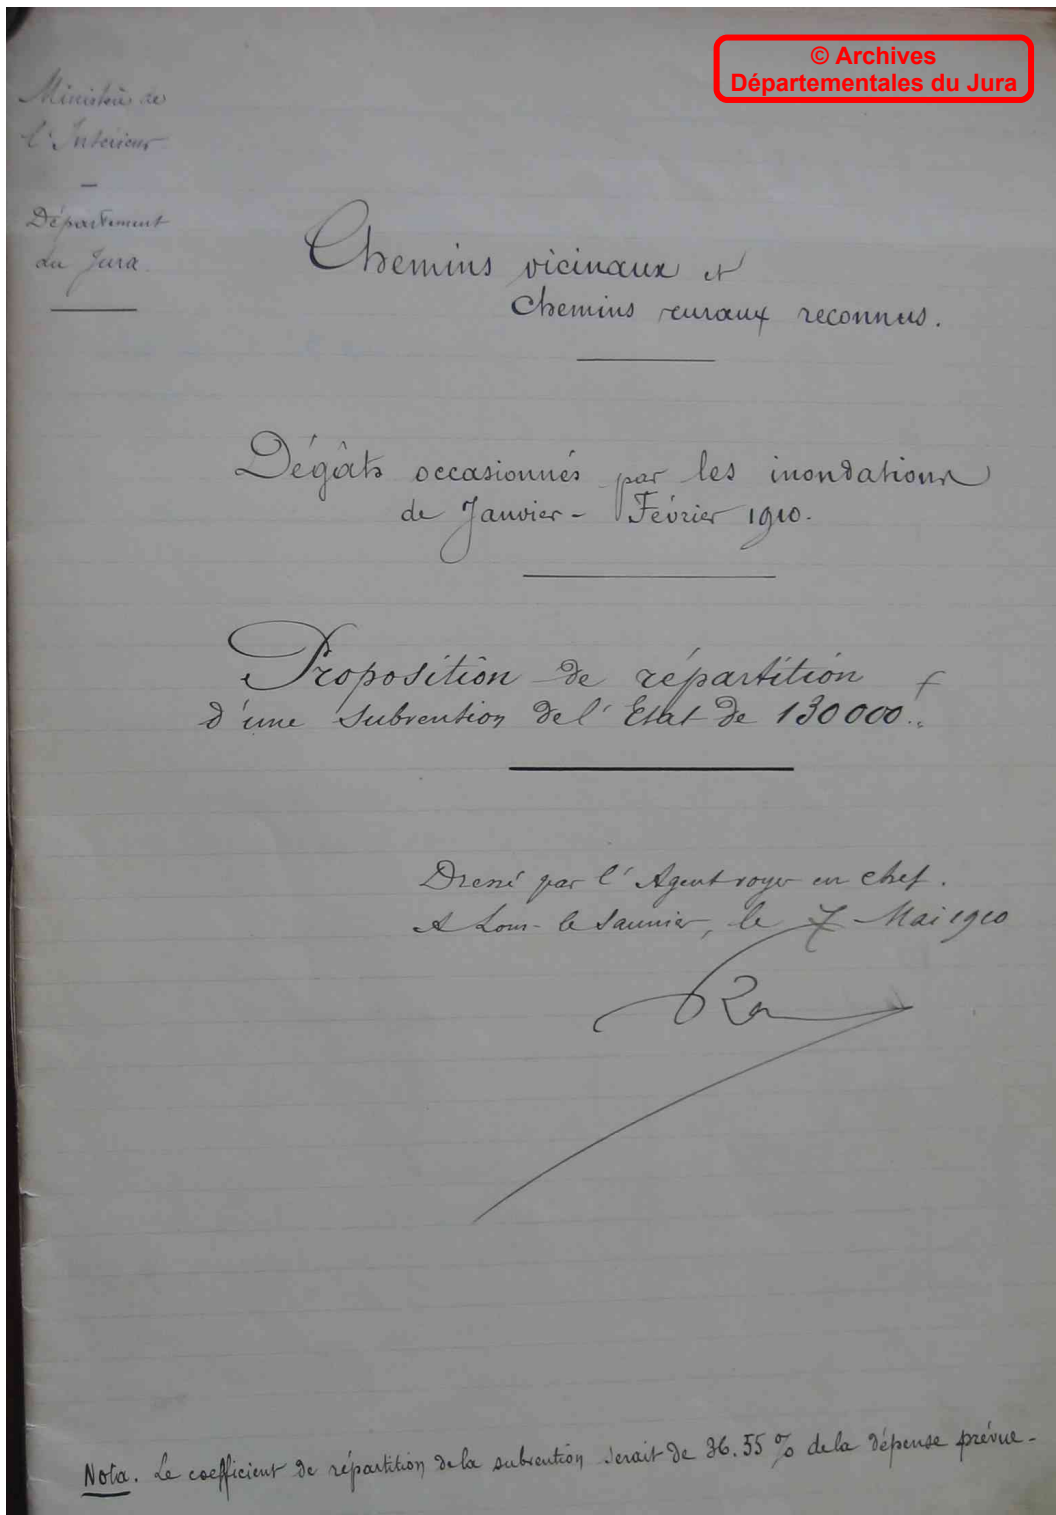 © Archives
Départementales du Jura
Ministère de
l'Intérieur
Département
du Jura.
Chemins vicinaux et
Chemins ruraux reconnus.
Dégâts occasionnés par les inondations
de Janvier - Février 1910.
Proposition de répartition
d'une subvention de l'Etat de 130000 f
Dressé par l'Agent voyer en chef.
A Lons-le-Saunier, le 7 Mai 1910
Nota. Le coefficient de répartition de la subvention serait de 36.55 % de la dépense prévue -